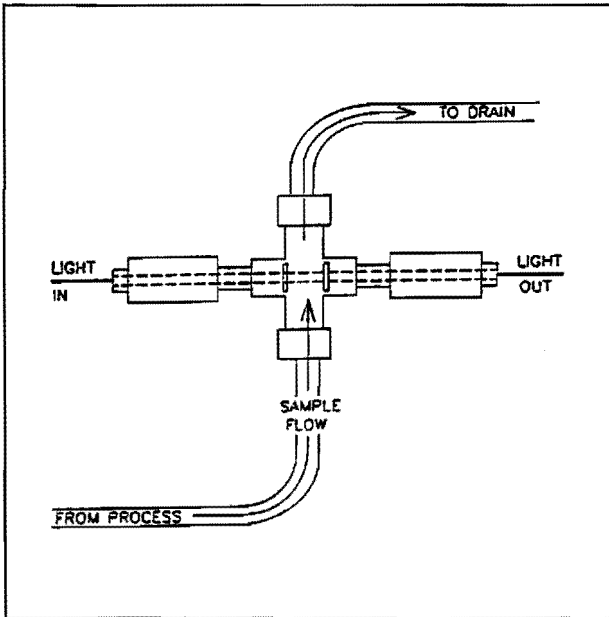 TO DRAIN
LIGHT
IN
LIGHT
OUT
SAMPLE
FLOW
FROM PROCESS